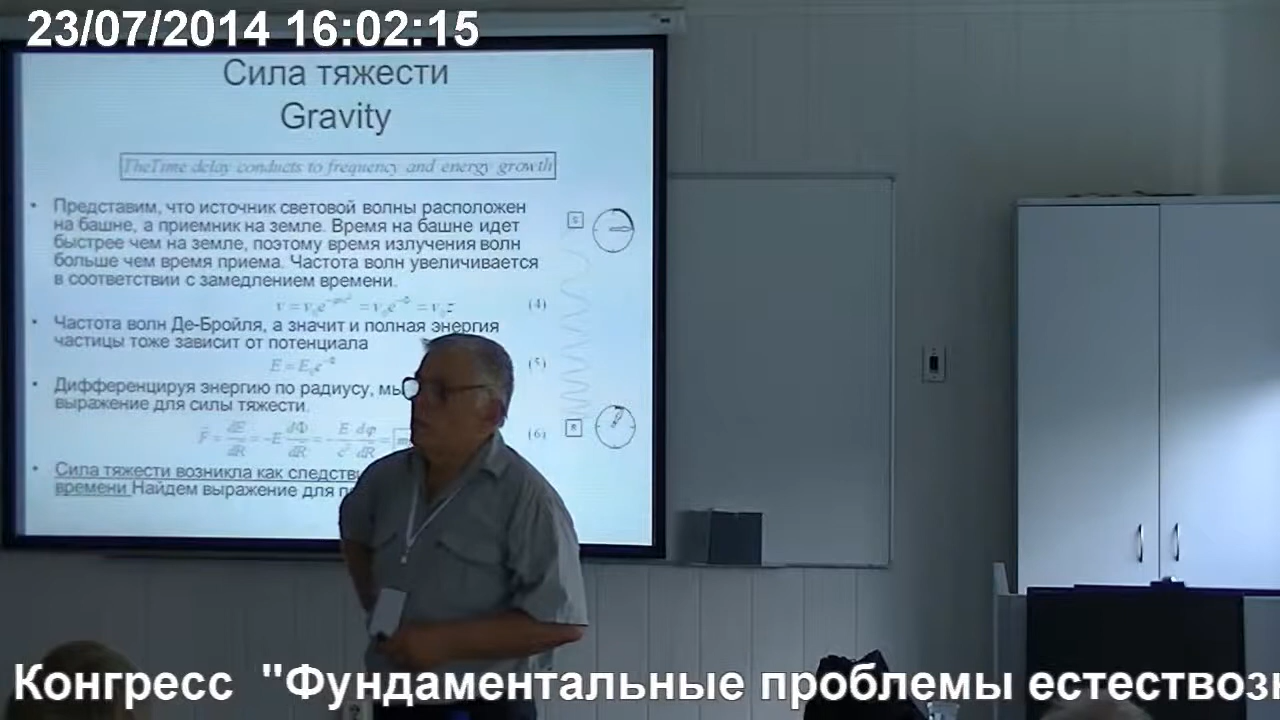 23/07/2014 16:02:15
Сила тяжести
Gravity
TheTime delay conducts to frequency and energy growth
• Представим, что источник световой волны расположен
на башне, а приемник на земле. Время на башне идет
быстрее чем на земле, поэтому время излучения волн
больше чем время приема. Частота волн увеличивается
в соответствии с замедлением времени.
(4)
• Частота волн Де-Бройля, а значит и полная энергия
частицы тоже зависит от потенциала
(5)
• Дифференцируя энергию по радиусу, мы
выражение для силы тяжести.
(6)
• Сила тяжести возникла как
времени Найдем выражение для
S
R
Конгресс "Фундаментальные проблемы